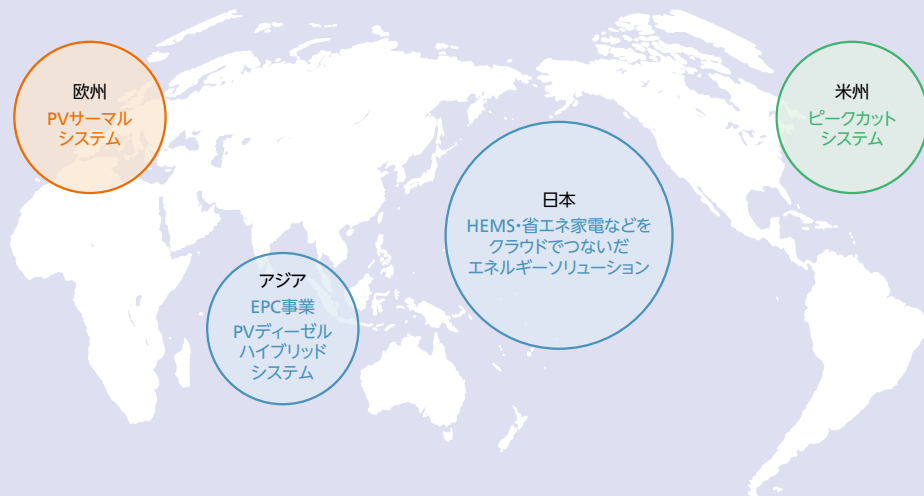 欧州
PVサーマル
システム
米州
ピークカット
システム
日本
HEMS・省エネ家電などを
クラウドでつないだ
エネルギーソリューション
アジア
EPC事業
PVディーゼル
ハイブリッド
システム